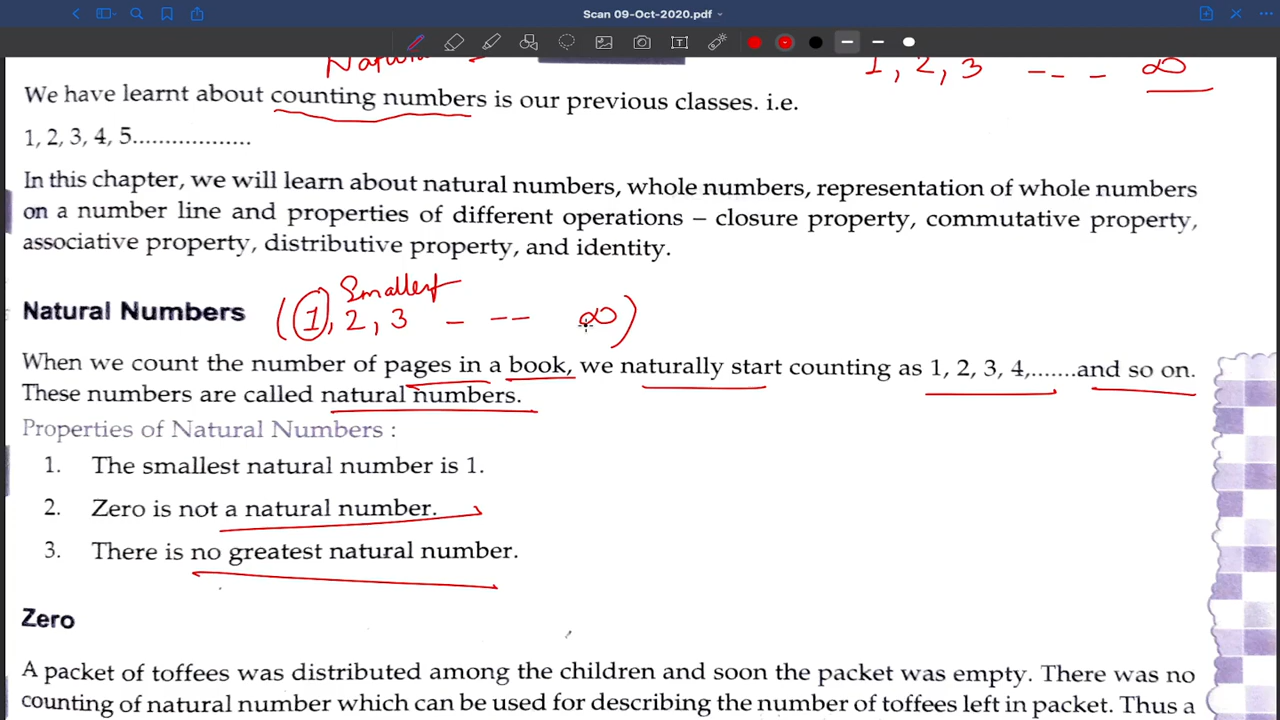 Scan 09-Oct-2020.pdf
1, 2, 3 --- ∞
We have learnt about counting numbers is our previous classes. i.e.
1, 2, 3, 4, 5..................
In this chapter, we will learn about natural numbers, whole numbers, representation of whole numbers
on a number line and properties of different operations – closure property, commutative property,
associative property, distributive property, and identity.
Smallest
Natural Numbers (1, 2, 3 - -- ∞)
When we count the number of pages in a book, we naturally start counting as 1, 2, 3, 4,.......and so on.
These numbers are called natural numbers.
Properties of Natural Numbers :
1. The smallest natural number is 1.
2. Zero is not a natural number.
3. There is no greatest natural number.
Zero
A packet of toffees was distributed among the children and soon the packet was empty. There was no
counting of natural number which can be used for describing the number of toffees left in packet. Thus a